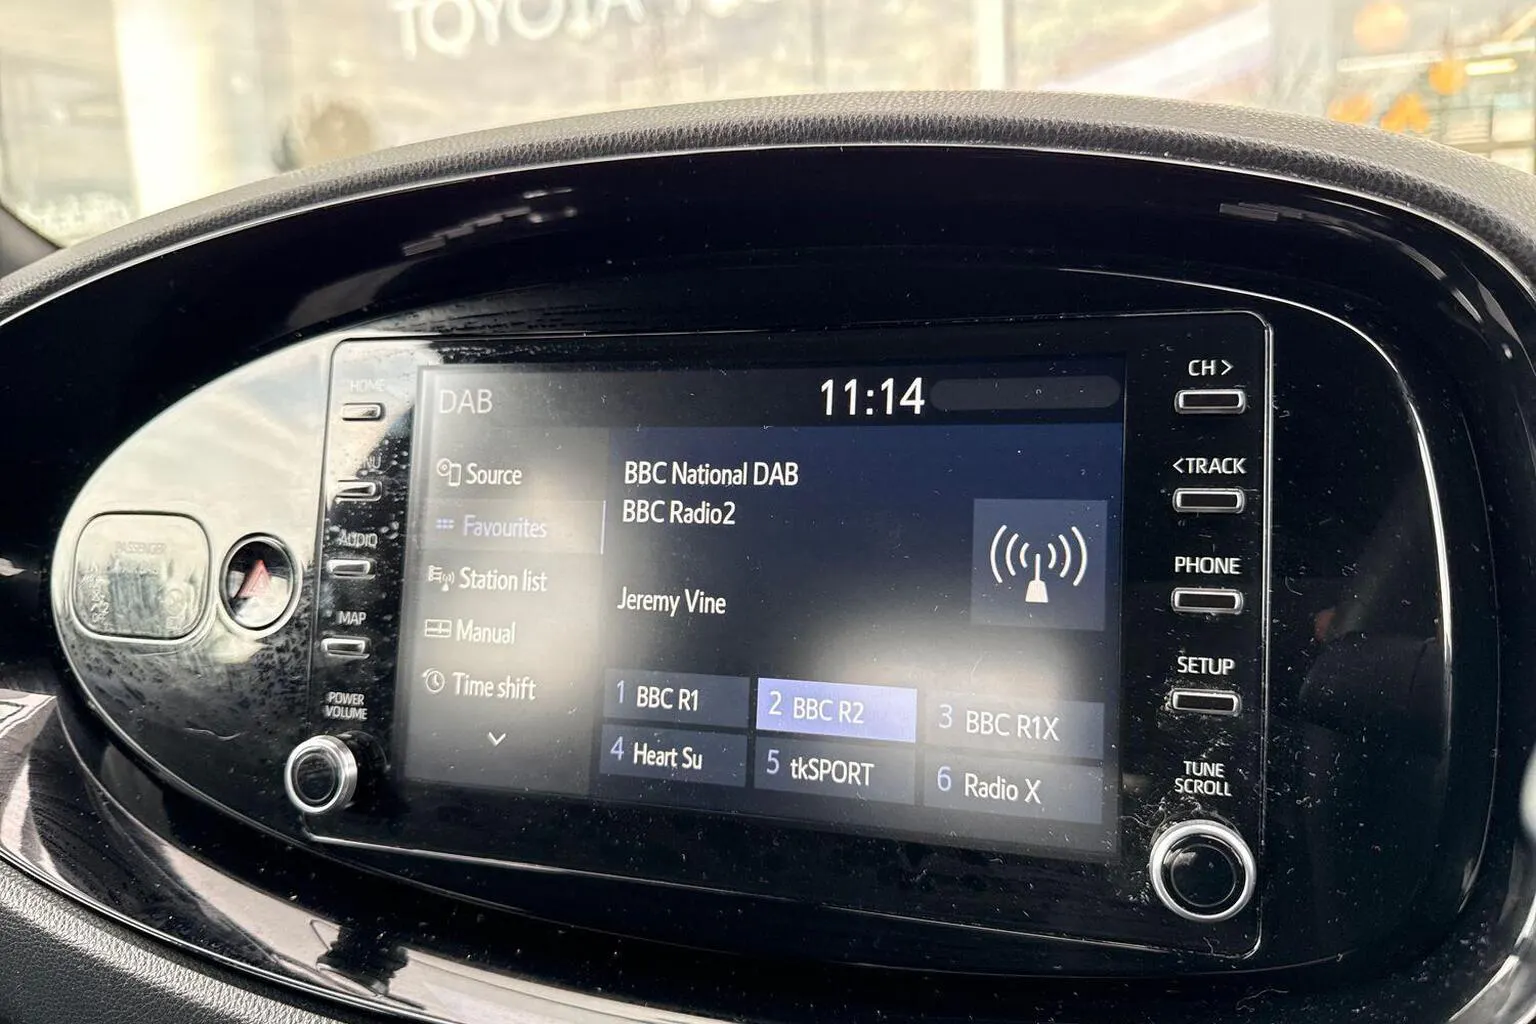 TOYOTA
DAB
11:14
Source
Favourites
Station list
Manual
Time shift
BBC National DAB
BBC Radio2
Jeremy Vine
1 BBC R1
2 BBC R2
3 BBC R1X
4 Heart Su
5 tkSPORT
6 Radio X
HOME
MENU
AUDIO
MAP
POWER
VOLUME
CH >
<TRACK
PHONE
SETUP
TUNE
SCROLL
PASSENGER